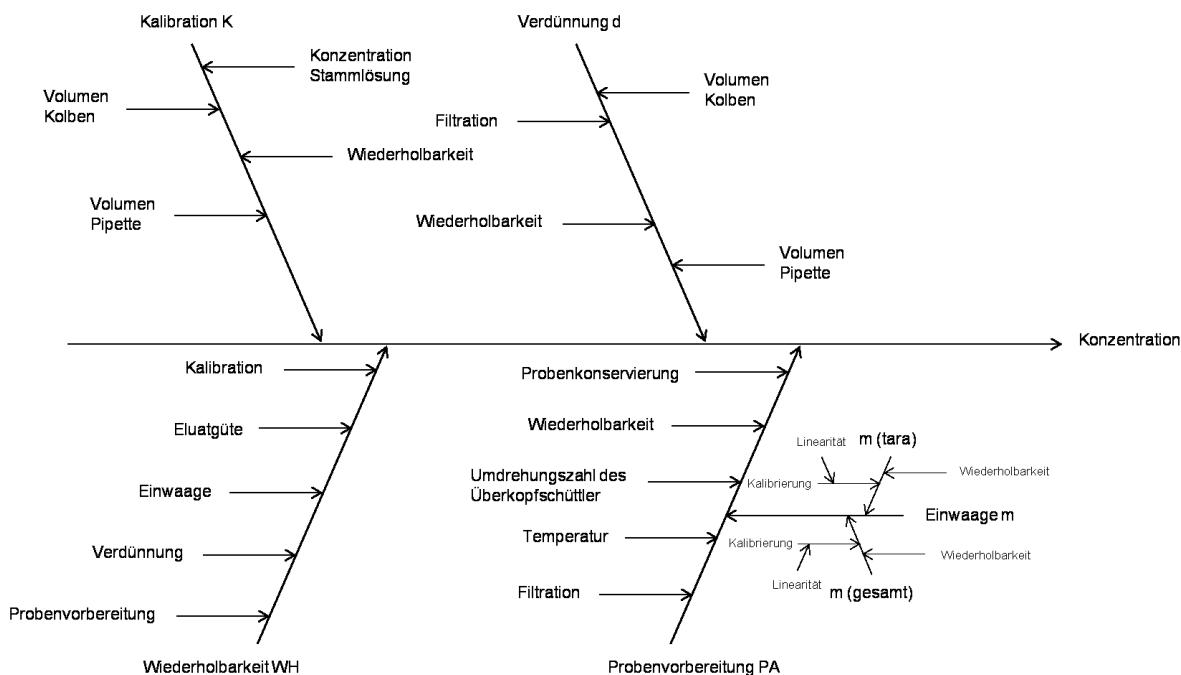 Kalibration K
Verdünnung d
Konzentration
Stammlösung
Volumen
Kolben
Wiederholbarkeit
Volumen
Pipette
Volumen
Kolben
Filtration
Wiederholbarkeit
Volumen
Pipette
Konzentration
Kalibration
Eluatgüte
Einwaage
Verdünnung
Probenvorbereitung
Wiederholbarkeit WH
Probenkonservierung
Wiederholbarkeit
Umdrehungszahl des
Überkopfschüttler
Temperatur
Filtration
Linearität
m (tara)
Wiederholbarkeit
Kalibrierung
Einwaage m
Kalibrierung
Wiederholbarkeit
Linearität
m (gesamt)
Probenvorbereitung PA